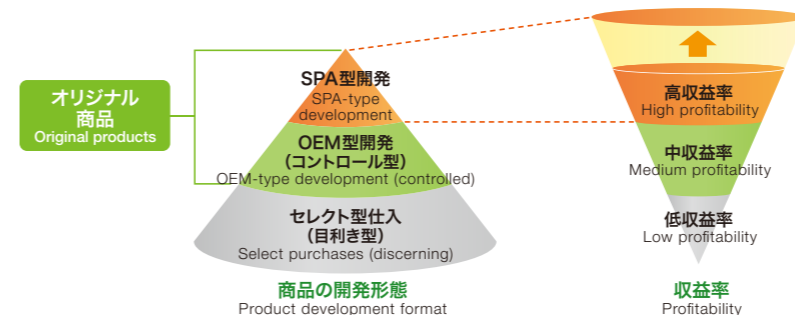 オリジナル
商品
Original products
SPA型開発
SPA-type
development
OEM型開発
(コントロール型)
OEM-type development (controlled)
セレクト型仕入
(目利き型)
Select purchases (discerning)
商品の開発形態
Product development format
高収益率
High profitability
中収益率
Medium profitability
低収益率
Low profitability
収益率
Profitability